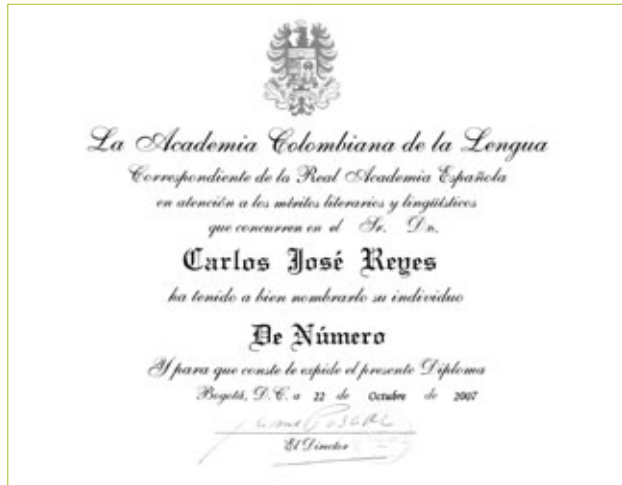 La Academia Colombiana de la Lengua
Correspondiente de la Real Academia Española
en atención a los méritos literarios y lingüísticos
que concurren en el Sr. Dn.
Carlos José Reyes
ha tenido a bien nombrarlo su individuo
De Número
Y para que conste le expide el presente Diploma
Bogotá, D.C. a 22 de Octubre de 2007
El Director